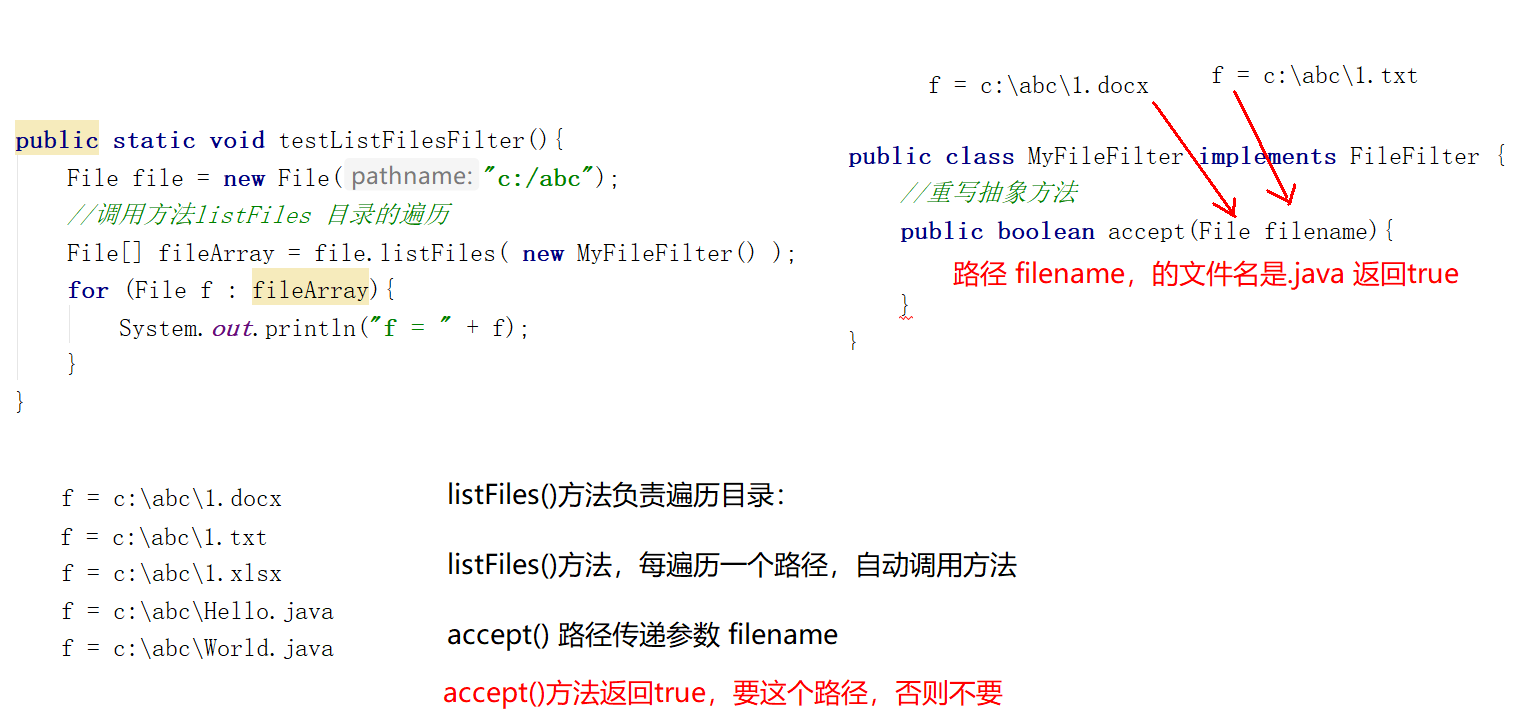 f = c:\abc\1.docx
f = c:\abc\1.txt
public static void testListFilesFilter(){
File file = new File( pathname: "c:/abc");
//调用方法listFiles 目录的遍历
File[] fileArray = file.listFiles( new MyFileFilter() );
for (File f : fileArray){
System.out.println("f = " + f);
}
}
public class MyFileFilter implements FileFilter {
//重写抽象方法
public boolean accept(File filename){
路径 filename，的文件名是.java 返回true
}
}
f = c:\abc\1.docx
f = c:\abc\1.txt
f = c:\abc\1.xlsx
f = c:\abc\Hello.java
f = c:\abc\World.java
listFiles()方法负责遍历目录：
listFiles()方法，每遍历一个路径，自动调用方法
accept() 路径传递参数 filename
accept()方法返回true，要这个路径，否则不要